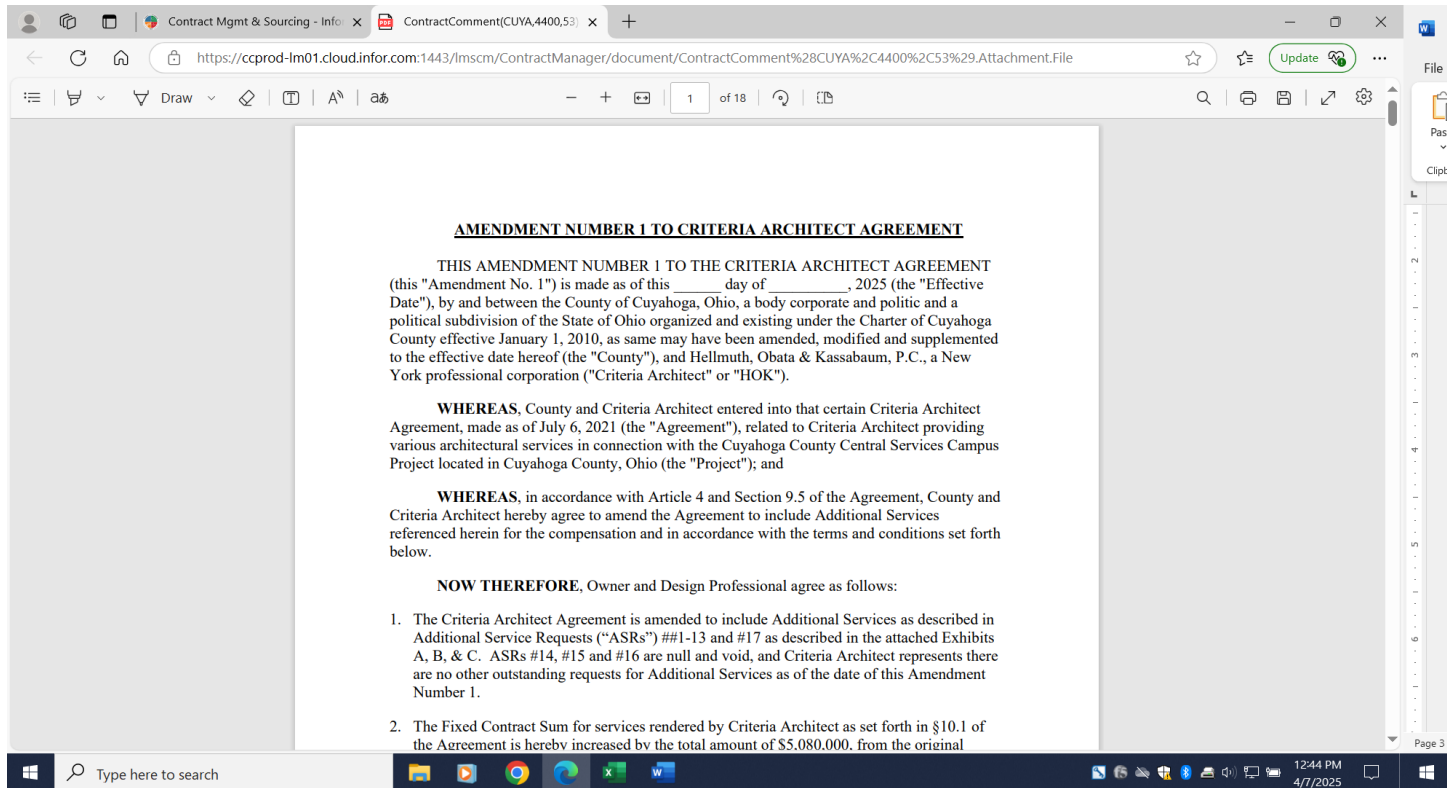 Contract Mgmt & Sourcing - Info
ContractComment(CUYA,4400,53)
https://ccprod-lm01.cloud.infor.com:1443/lmscm/ContractManager/document/ContractComment%28CUYA%2C4400%2C53%29.Attachment.File
Update
File
Draw
1 of 18
Pas
Clipb
AMENDMENT NUMBER 1 TO CRITERIA ARCHITECT AGREEMENT
THIS AMENDMENT NUMBER 1 TO THE CRITERIA ARCHITECT AGREEMENT
(this "Amendment No. 1") is made as of this ______ day of __________, 2025 (the "Effective
Date"), by and between the County of Cuyahoga, Ohio, a body corporate and politic and a
political subdivision of the State of Ohio organized and existing under the Charter of Cuyahoga
County effective January 1, 2010, as same may have been amended, modified and supplemented
to the effective date hereof (the "County"), and Hellmuth, Obata & Kassabaum, P.C., a New
York professional corporation ("Criteria Architect" or "HOK").
WHEREAS, County and Criteria Architect entered into that certain Criteria Architect
Agreement, made as of July 6, 2021 (the "Agreement"), related to Criteria Architect providing
various architectural services in connection with the Cuyahoga County Central Services Campus
Project located in Cuyahoga County, Ohio (the "Project"); and
WHEREAS, in accordance with Article 4 and Section 9.5 of the Agreement, County and
Criteria Architect hereby agree to amend the Agreement to include Additional Services
referenced herein for the compensation and in accordance with the terms and conditions set forth
below.
NOW THEREFORE, Owner and Design Professional agree as follows:
1. The Criteria Architect Agreement is amended to include Additional Services as described in
Additional Service Requests (“ASRs”) ##1-13 and #17 as described in the attached Exhibits
A, B, & C. ASRs #14, #15 and #16 are null and void, and Criteria Architect represents there
are no other outstanding requests for Additional Services as of the date of this Amendment
Number 1.
2. The Fixed Contract Sum for services rendered by Criteria Architect as set forth in §10.1 of
the Agreement is hereby increased by the total amount of $5,080,000, from the original
2
3
4
5
6
Page 3
Type here to search
12:44 PM
4/7/2025